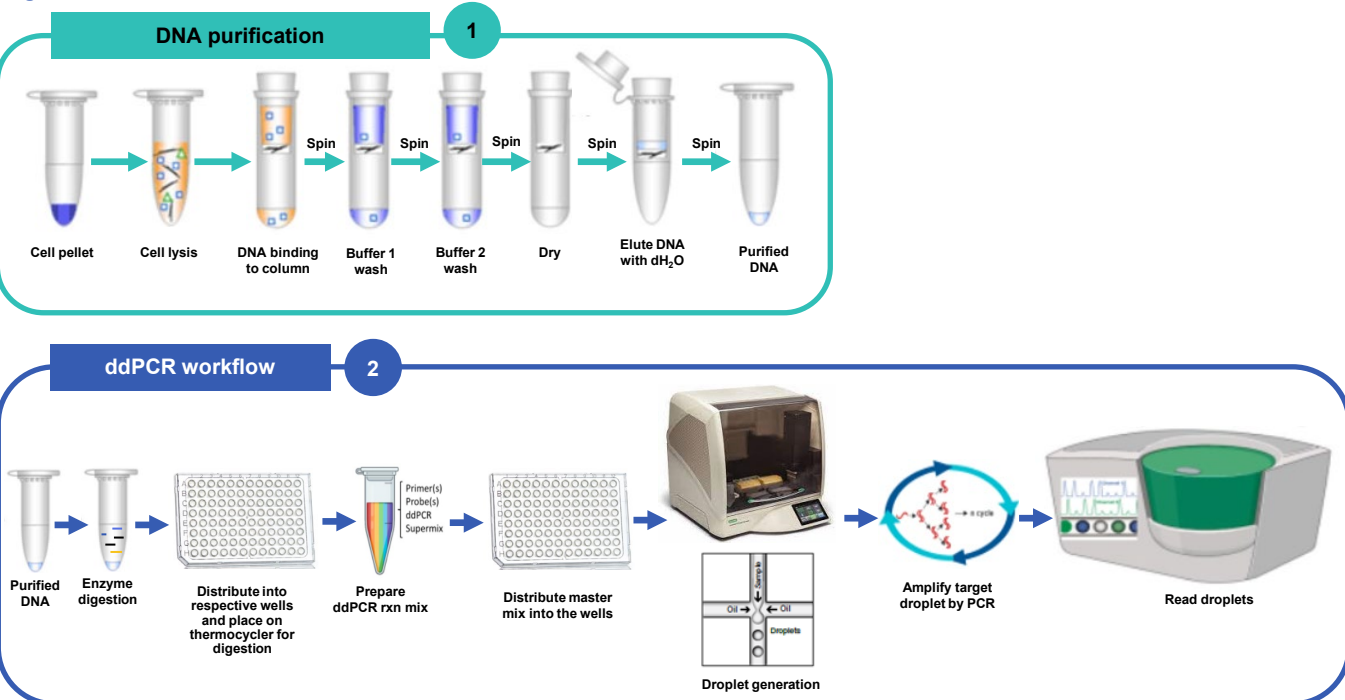 DNA purification
1
Spin
Spin
Spin
Spin
Spin
Cell pellet
Cell lysis
DNA binding
to column
Buffer 1
wash
Buffer 2
wash
Dry
Elute DNA
with dH₂O
Purified
DNA
ddPCR workflow
2
Primer(s)
Probe(s)
ddPCR
Supermix
n cycle
Purified
DNA
Enzyme
digestion
Distribute into
respective wells
and place on
thermocycler for
digestion
Prepare
ddPCR rxn mix
Distribute master
mix into the wells
Sample
Oil
Oil
Droplets
Droplet generation
Amplify target
droplet by PCR
Read droplets